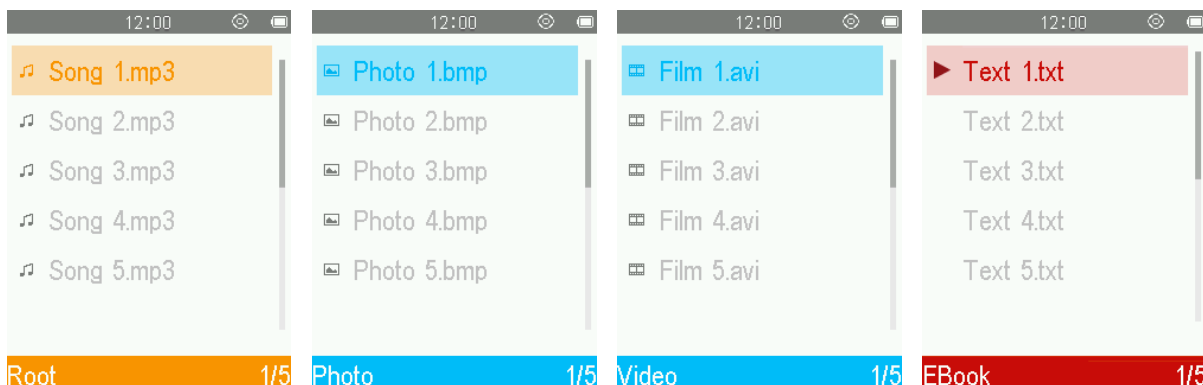 12:00
Song 1.mp3
Song 2.mp3
Song 3.mp3
Song 4.mp3
Song 5.mp3
Root 1/5
12:00
Photo 1.bmp
Photo 2.bmp
Photo 3.bmp
Photo 4.bmp
Photo 5.bmp
Photo 1/5
12:00
Film 1.avi
Film 2.avi
Film 3.avi
Film 4.avi
Film 5.avi
Video 1/5
12:00
Text 1.txt
Text 2.txt
Text 3.txt
Text 4.txt
Text 5.txt
EBook 1/5